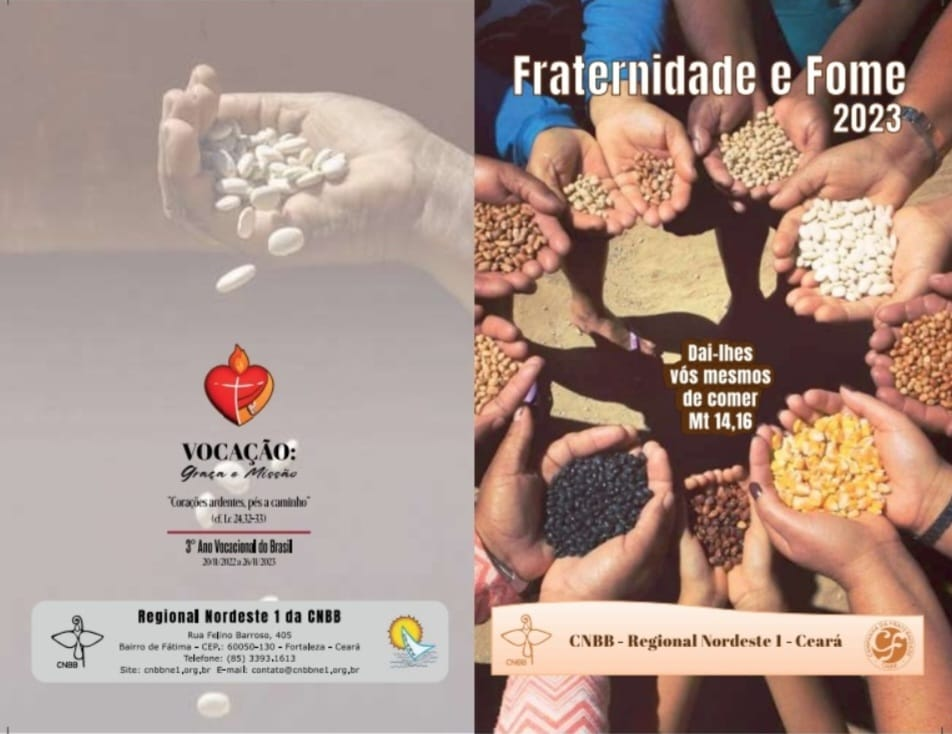 VOCAÇÃO:
Graça e Missão
"Corações ardentes, pés a caminho"
(cf. Lc 24,32-33)
3º Ano Vocacional do Brasil
20/11/2022 a 26/11/2023
CNBB
Regional Nordeste 1 da CNBB
Rua Felino Barroso, 405
Bairro de Fátima - CEP,: 60050-130 - Fortaleza - Ceará
Telefone: (85) 3393.1613
Site: cnbbne1,org,br E-mail: contato@cnbbne1,org,br
Fraternidade e Fome
2023
Dai-lhes
vós mesmos
de comer
Mt 14,16
CNBB
CNBB - Regional Nordeste 1 - Ceará